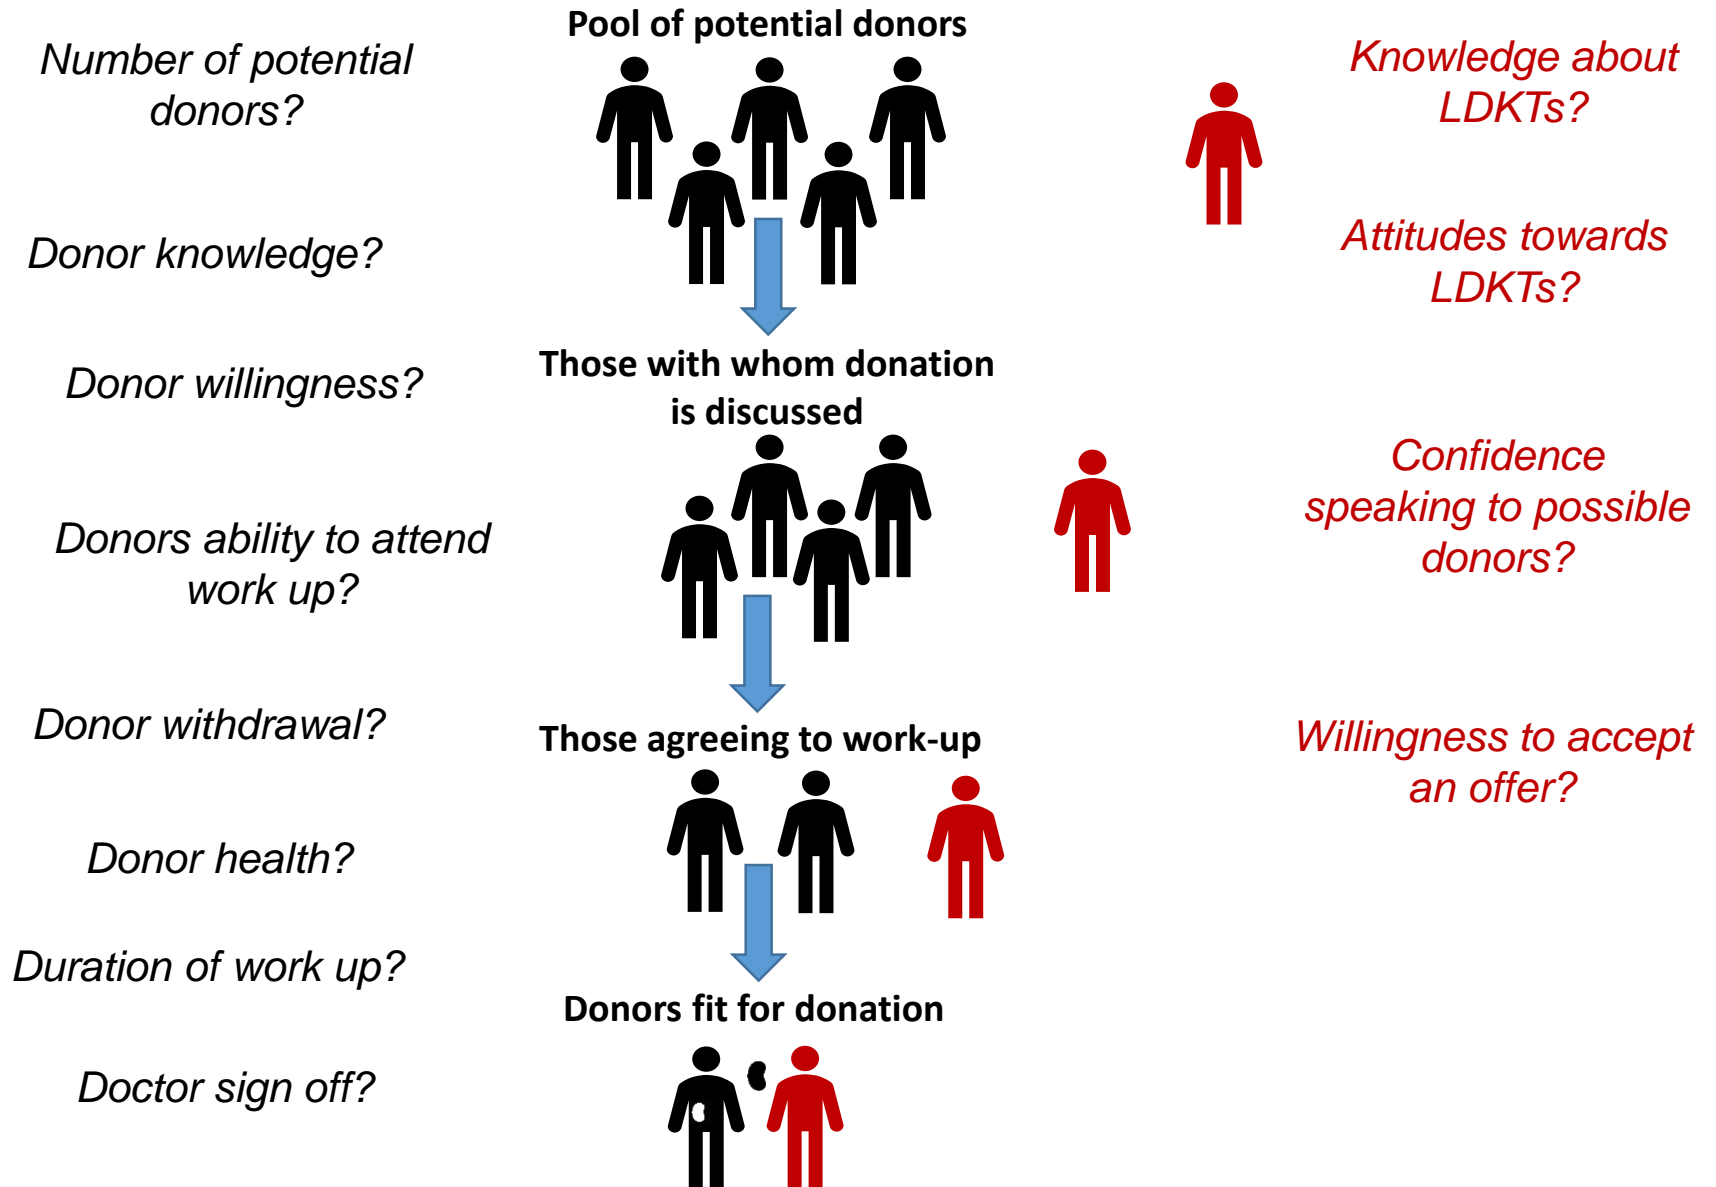 Pool of potential donors
Number of potential
donors?
Knowledge about
LDKTs?
Donor knowledge?
Attitudes towards
LDKTs?
Those with whom donation
is discussed
Donor willingness?
Confidence
speaking to possible
donors?
Donors ability to attend
work up?
Donor withdrawal?
Those agreeing to work-up
Willingness to accept
an offer?
Donor health?
Duration of work up?
Donors fit for donation
Doctor sign off?